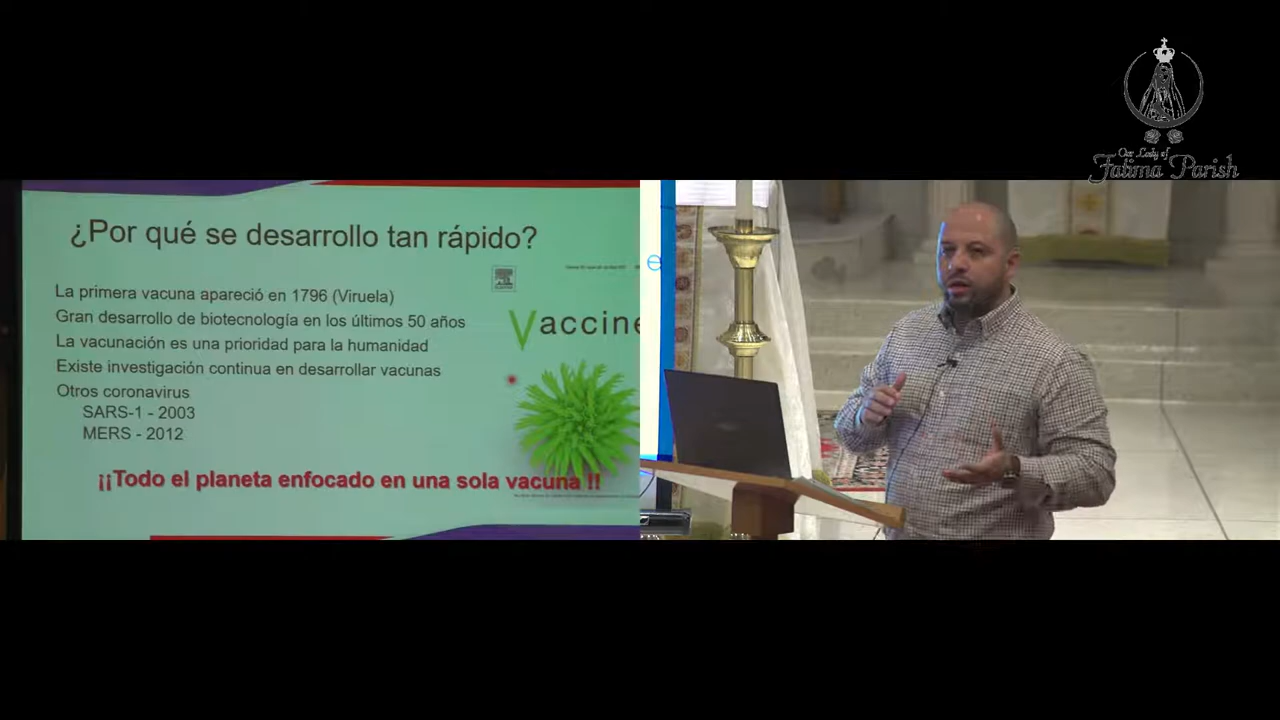 Our Lady of
Fatima Parish
¿Por qué se desarrollo tan rápido?
La primera vacuna apareció en 1796 (Viruela)
Gran desarrollo de biotecnología en los últimos 50 años
La vacunación es una prioridad para la humanidad
Existe investigación continua en desarrollar vacunas
Otros coronavirus
SARS-1 - 2003
MERS - 2012
¡¡Todo el planeta enfocado en una sola vacuna !!
Vaccine
e